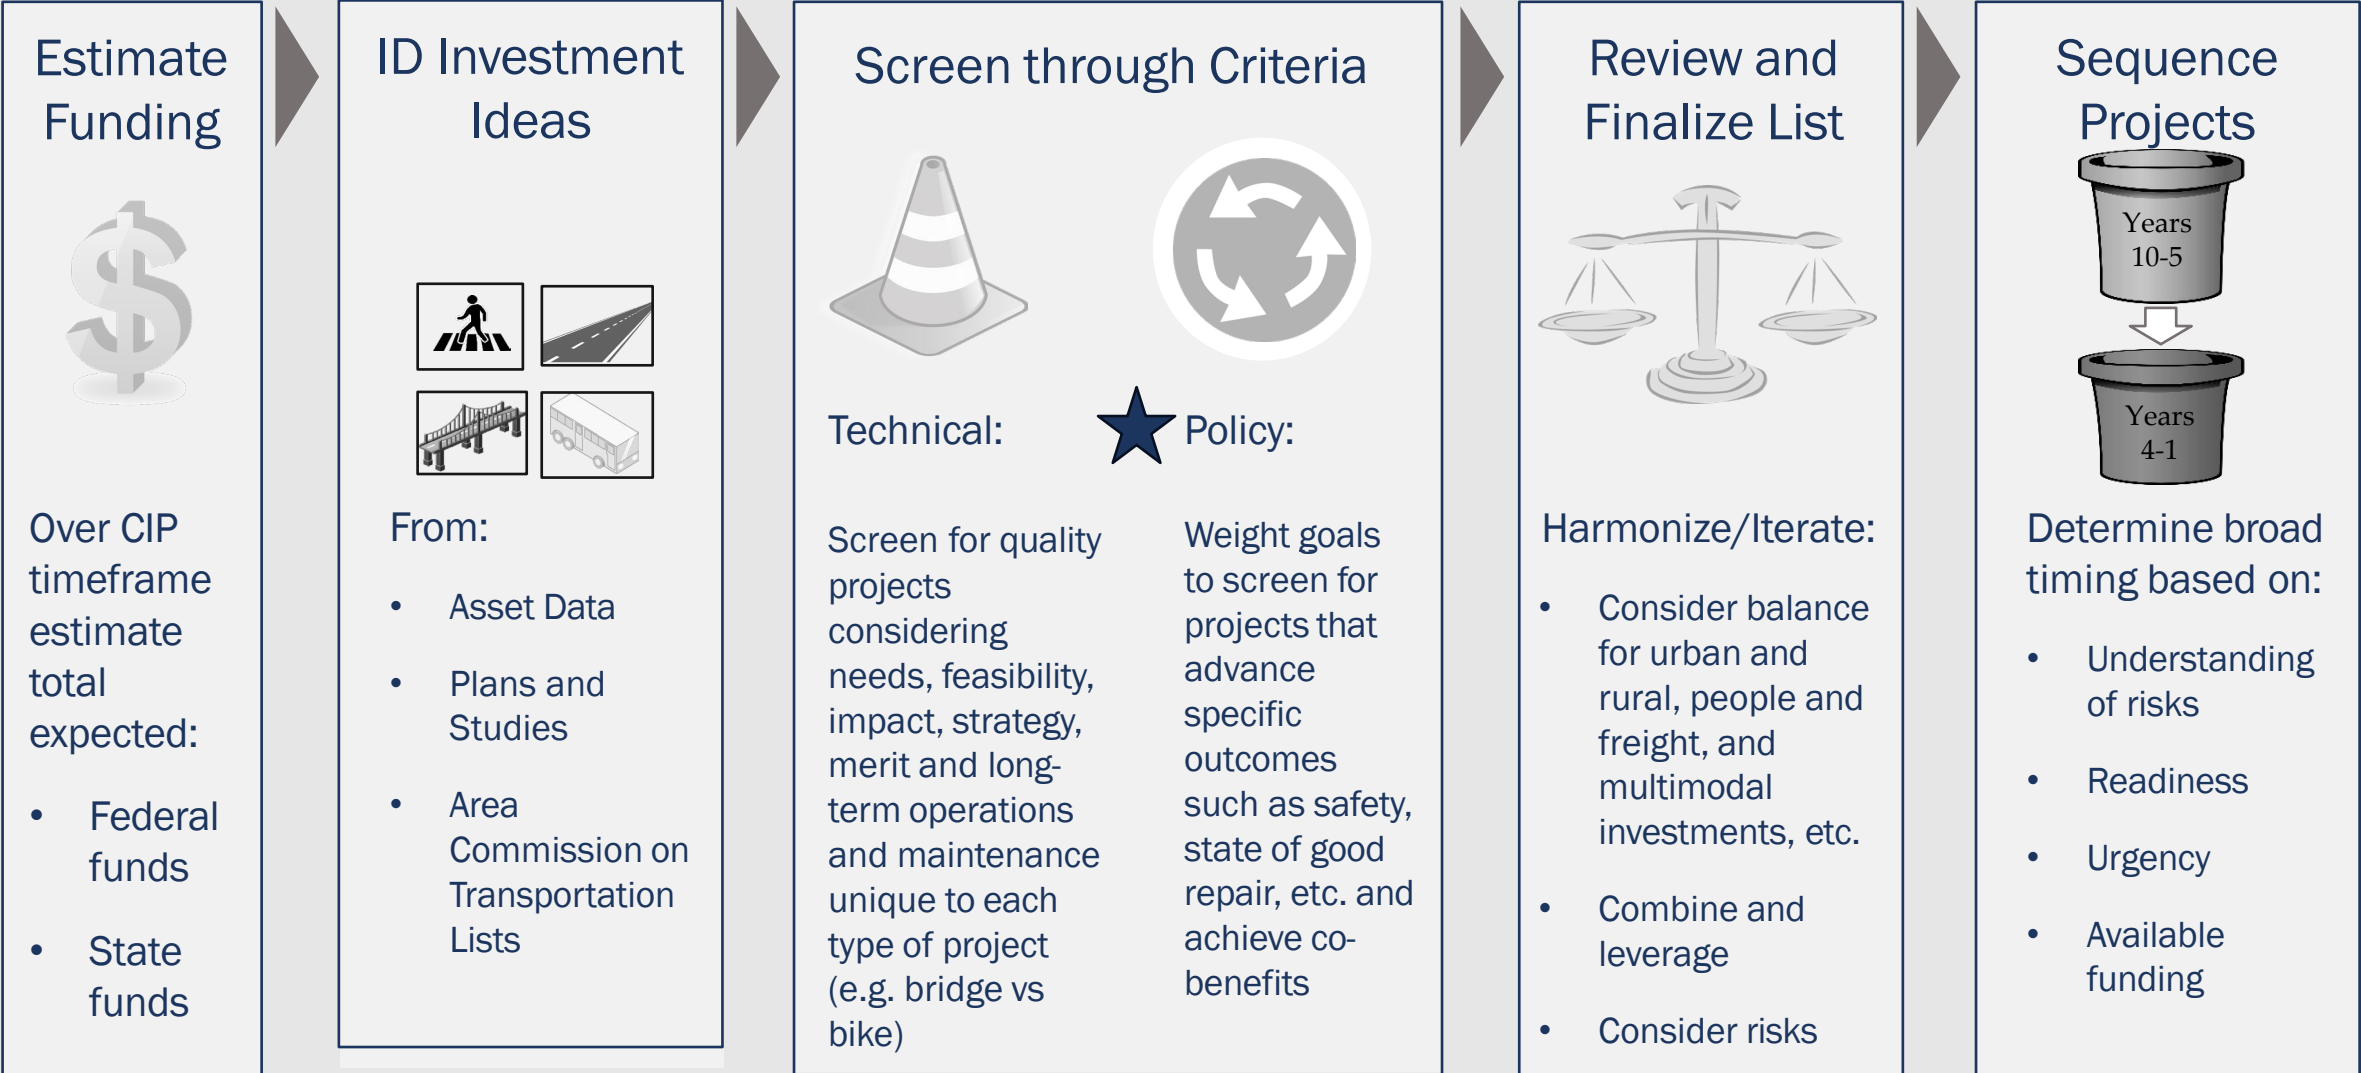 Estimate
Funding
Over CIP
timeframe
estimate
total
expected:
• Federal
funds
• State
funds
ID Investment
Ideas
From:
• Asset Data
• Plans and
Studies
• Area
Commission on
Transportation
Lists
Screen through Criteria
Technical:
Screen for quality
projects
considering
needs, feasibility,
impact, strategy,
merit and long-
term operations
and maintenance
unique to each
type of project
(e.g. bridge vs
bike)
Policy:
Weight goals
to screen for
projects that
advance
specific
outcomes
such as safety,
state of good
repair, etc. and
achieve co-
benefits
Review and
Finalize List
Harmonize/Iterate:
• Consider balance
for urban and
rural, people and
freight, and
multimodal
investments, etc.
• Combine and
leverage
• Consider risks
Sequence
Projects
Years
10-5
Years
4-1
Determine broad
timing based on:
• Understanding
of risks
• Readiness
• Urgency
• Available
funding